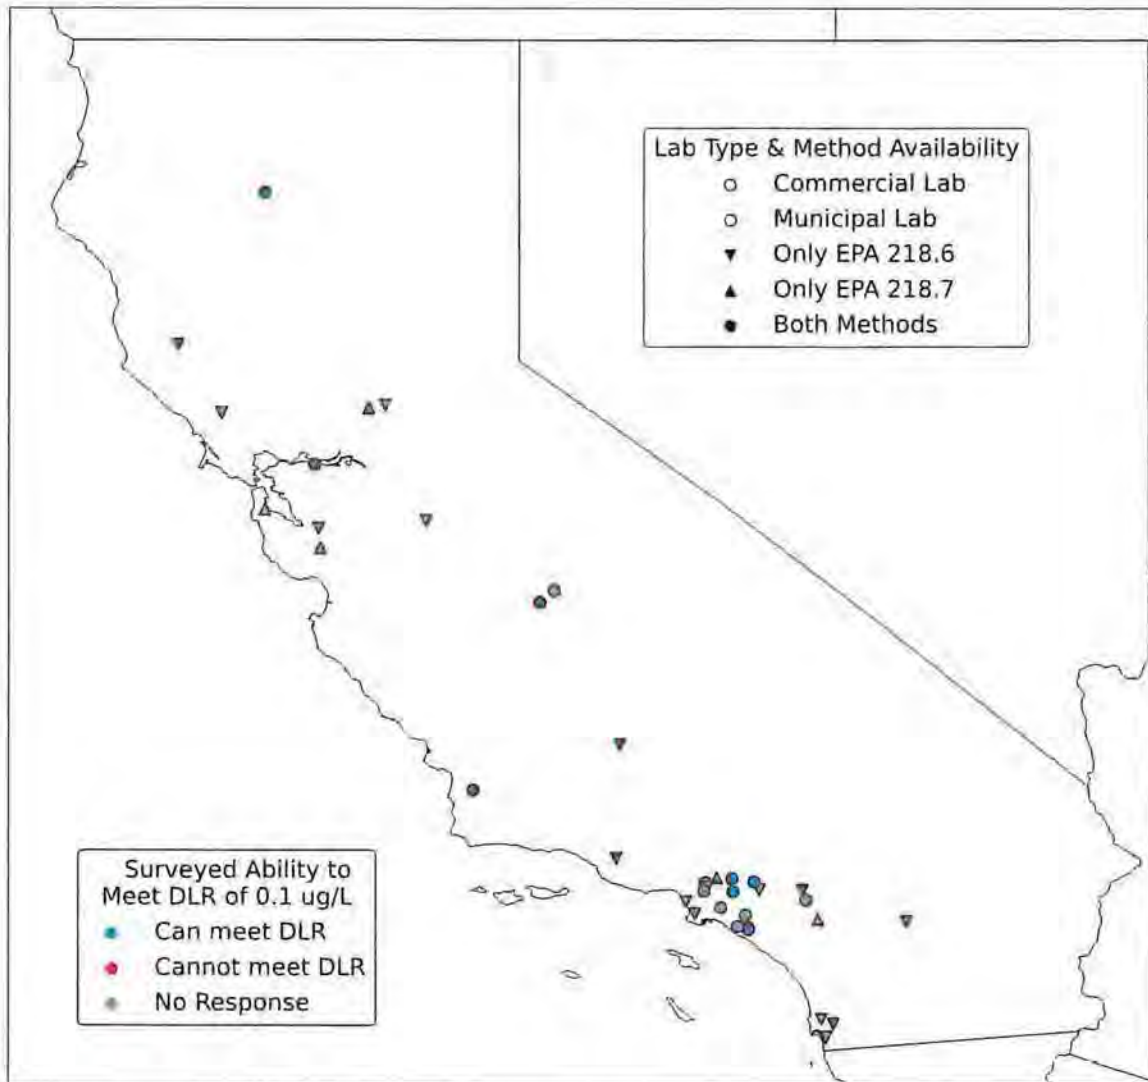 Lab Type & Method Availability
Commercial Lab
Municipal Lab
Only EPA 218.6
Only EPA 218.7
Both Methods
Surveyed Ability to
Meet DLR of 0.1 ug/L
Can meet DLR
Cannot meet DLR
No Response